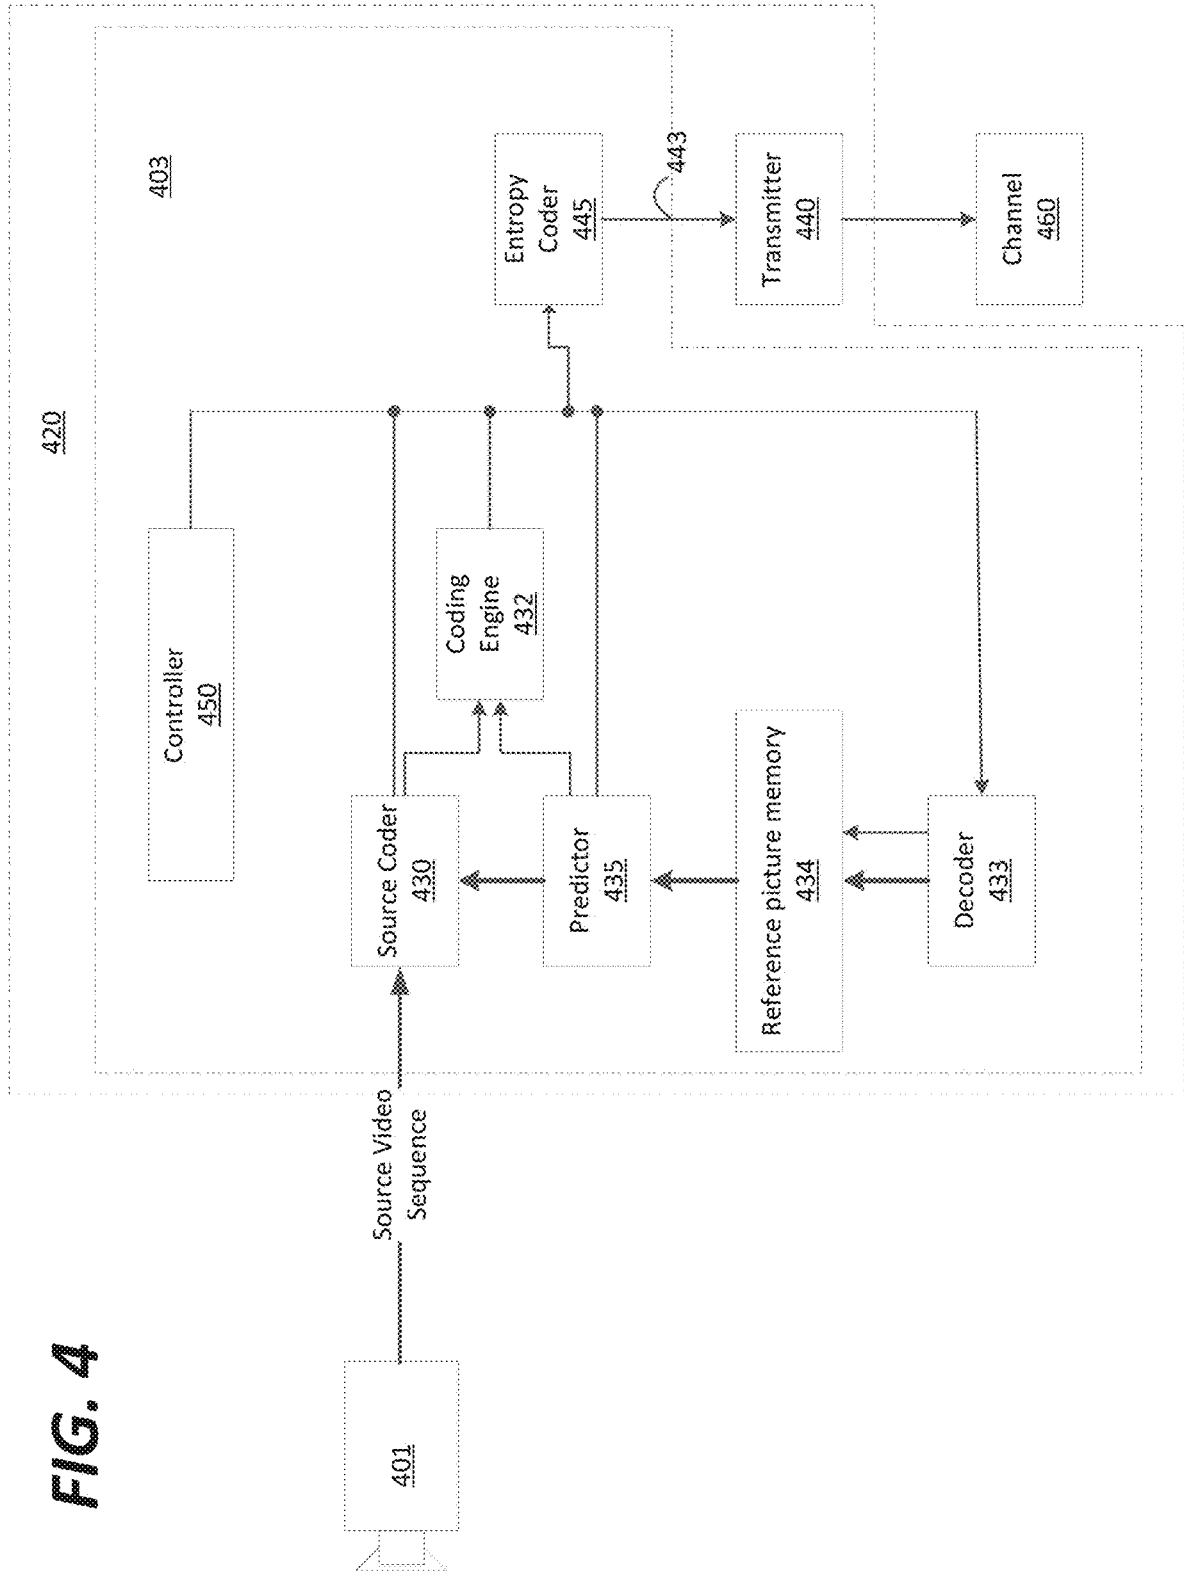 FIG. 4
420
403
Controller
450
401
Source Video
Sequence
Source Coder
430
Coding
Engine
432
Entropy
Coder
445
443
Predictor
435
Reference picture memory
434
Transmitter
440
Decoder
433
Channel
460